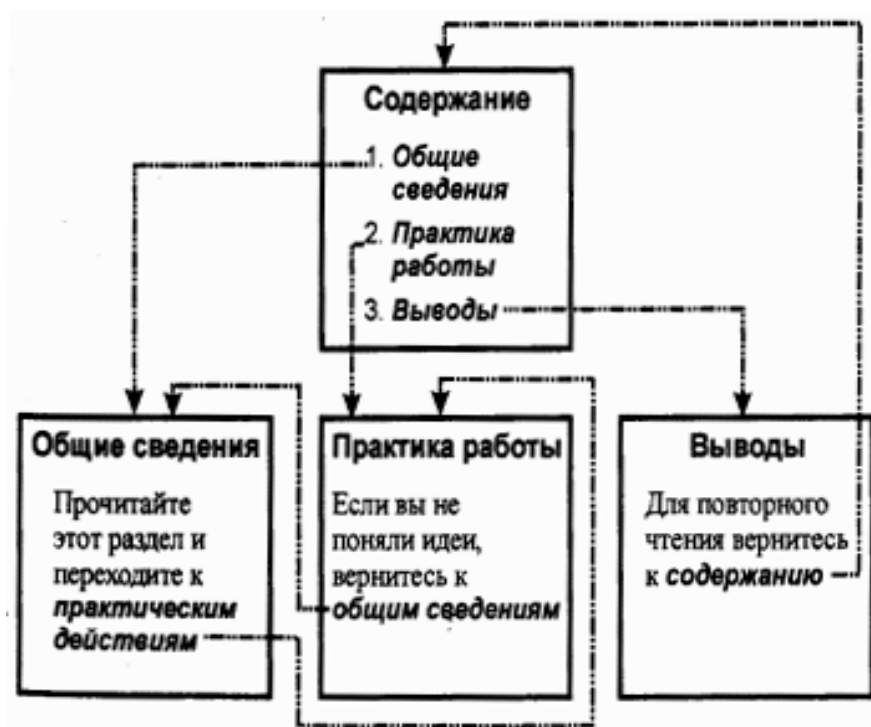 Содержание
1. Общие
сведения
2. Практика
работы
3. Выводы
Общие сведения
Прочитайте
этот раздел и
переходите к
практическим
действиям
Практика работы
Если вы не
поняли идеи,
вернитесь к
общим сведениям
Выводы
Для повторного
чтения вернитесь
к содержанию